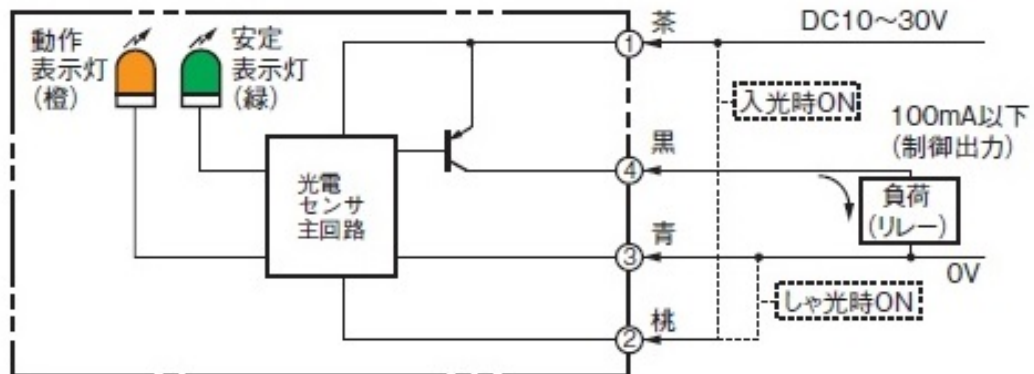 動作
表示灯
(橙)
安定
表示灯
(緑)
光電
センサ
主回路
①
茶
DC10～30V
入光時ON
100mA以下
(制御出力)
④
黒
負荷
(リレー)
③
青
0V
しゃ光時ON
②
桃